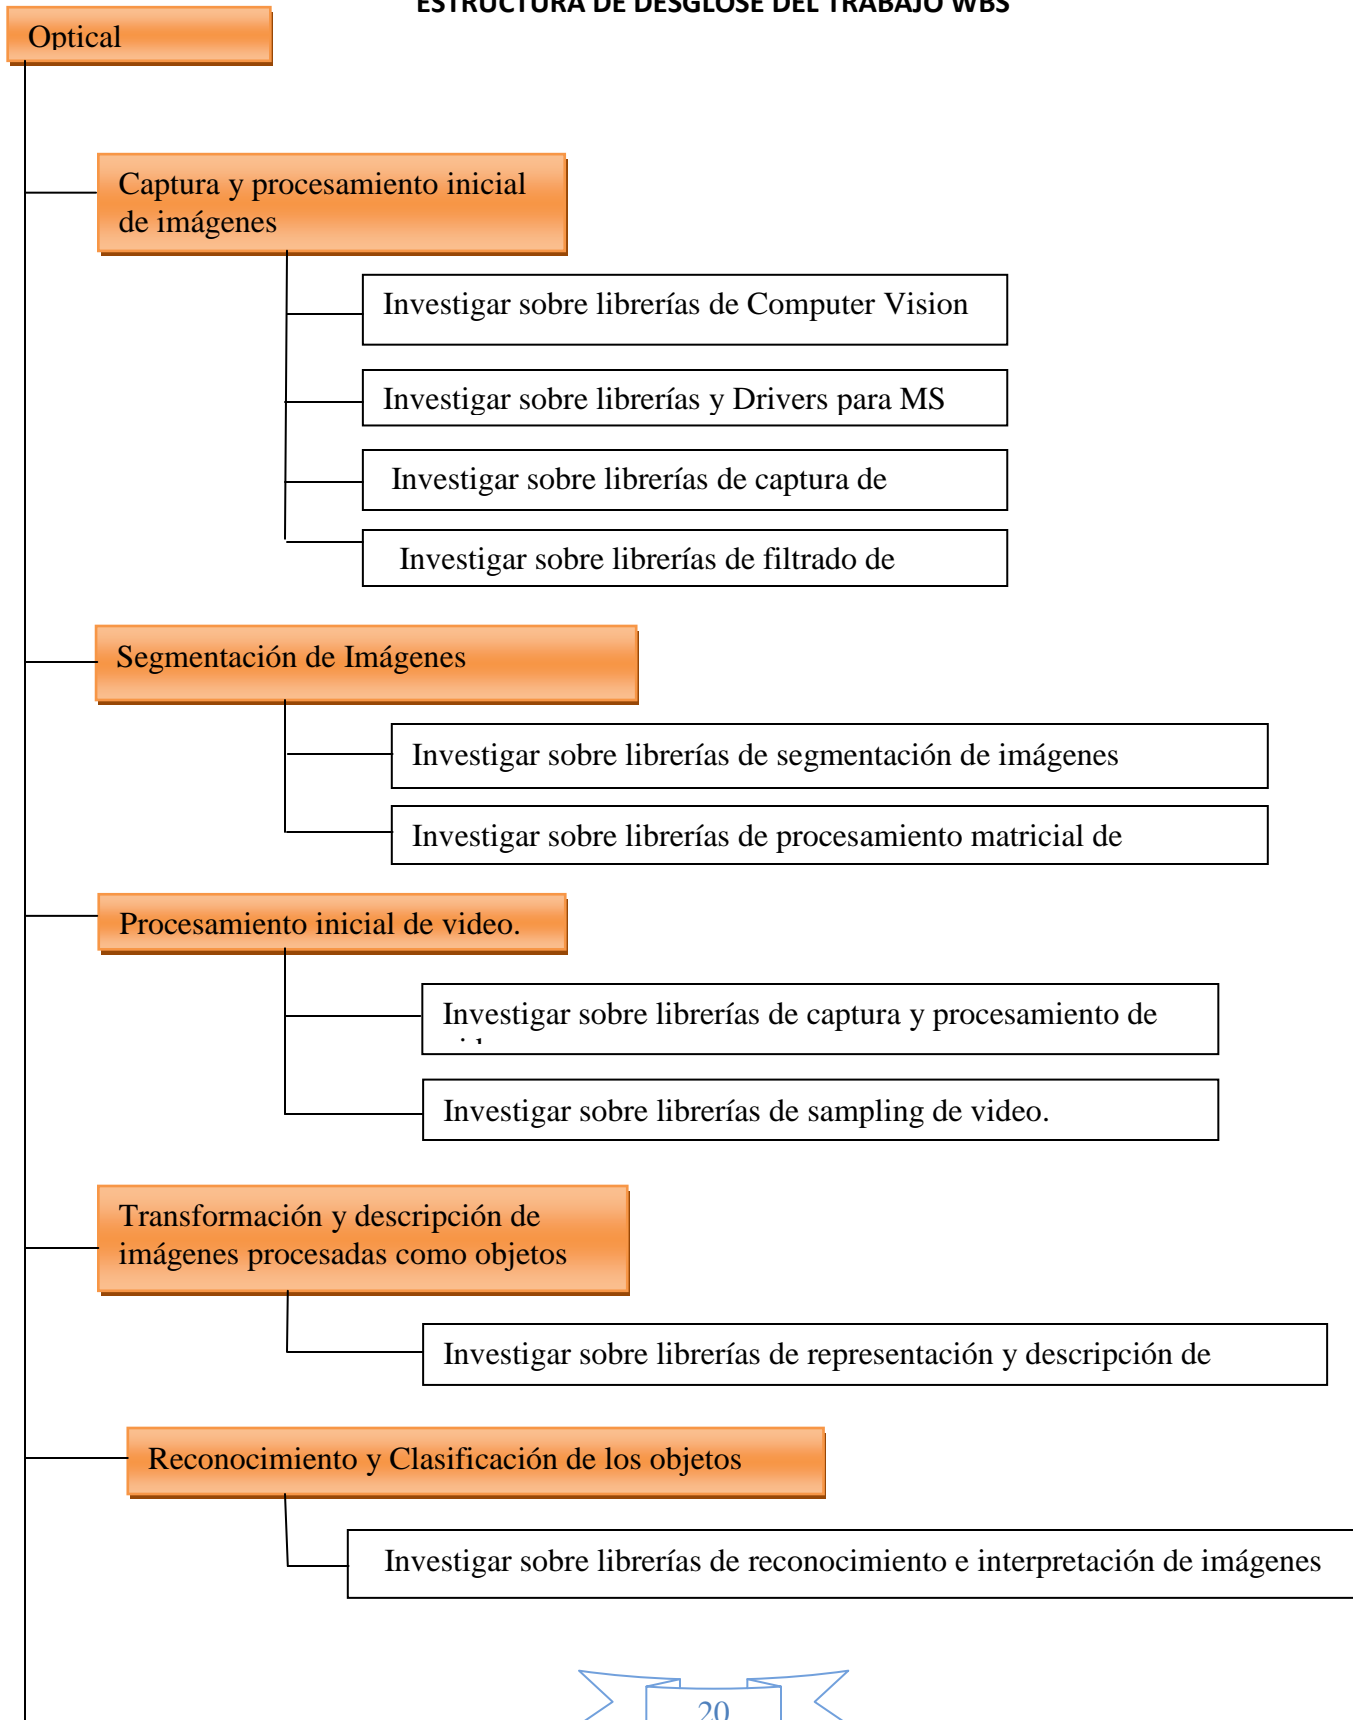 ESTRUCTURA DE DESGLOSE DEL TRABAJO WBS
Optical
Captura y procesamiento inicial
de imágenes
Investigar sobre librerías de Computer Vision
Investigar sobre librerías y Drivers para MS
Investigar sobre librerías de captura de
Investigar sobre librerías de filtrado de
Segmentación de Imágenes
Investigar sobre librerías de segmentación de imágenes
Investigar sobre librerías de procesamiento matricial de
Procesamiento inicial de video.
Investigar sobre librerías de captura y procesamiento de
Investigar sobre librerías de sampling de video.
Transformación y descripción de
imágenes procesadas como objetos
Investigar sobre librerías de representación y descripción de
Reconocimiento y Clasificación de los objetos
Investigar sobre librerías de reconocimiento e interpretación de imágenes
20